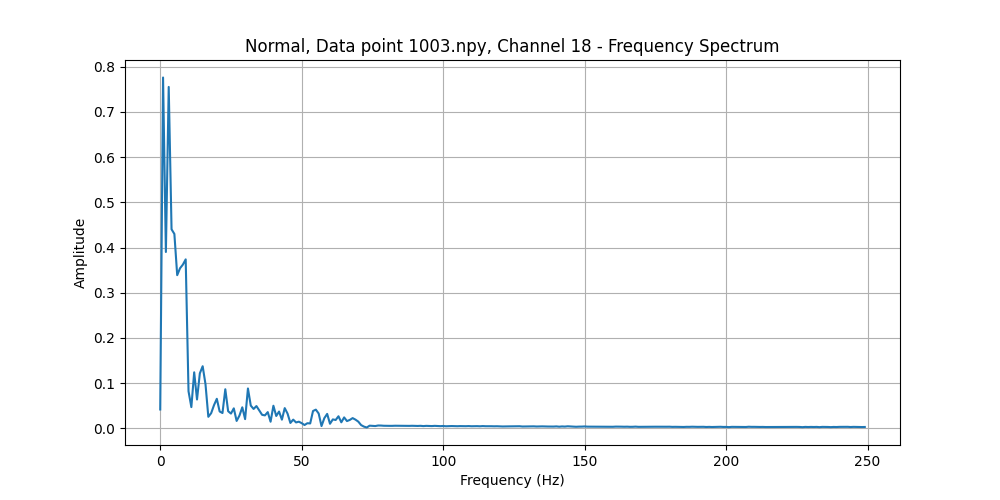 Normal, Data point 1003.npy, Channel 18 - Frequency Spectrum
0.8
0.7
0.6
0.5
0.4
0.3
0.2
0.1
0.0
Amplitude
0 50 100 150 200 250
Frequency (Hz)